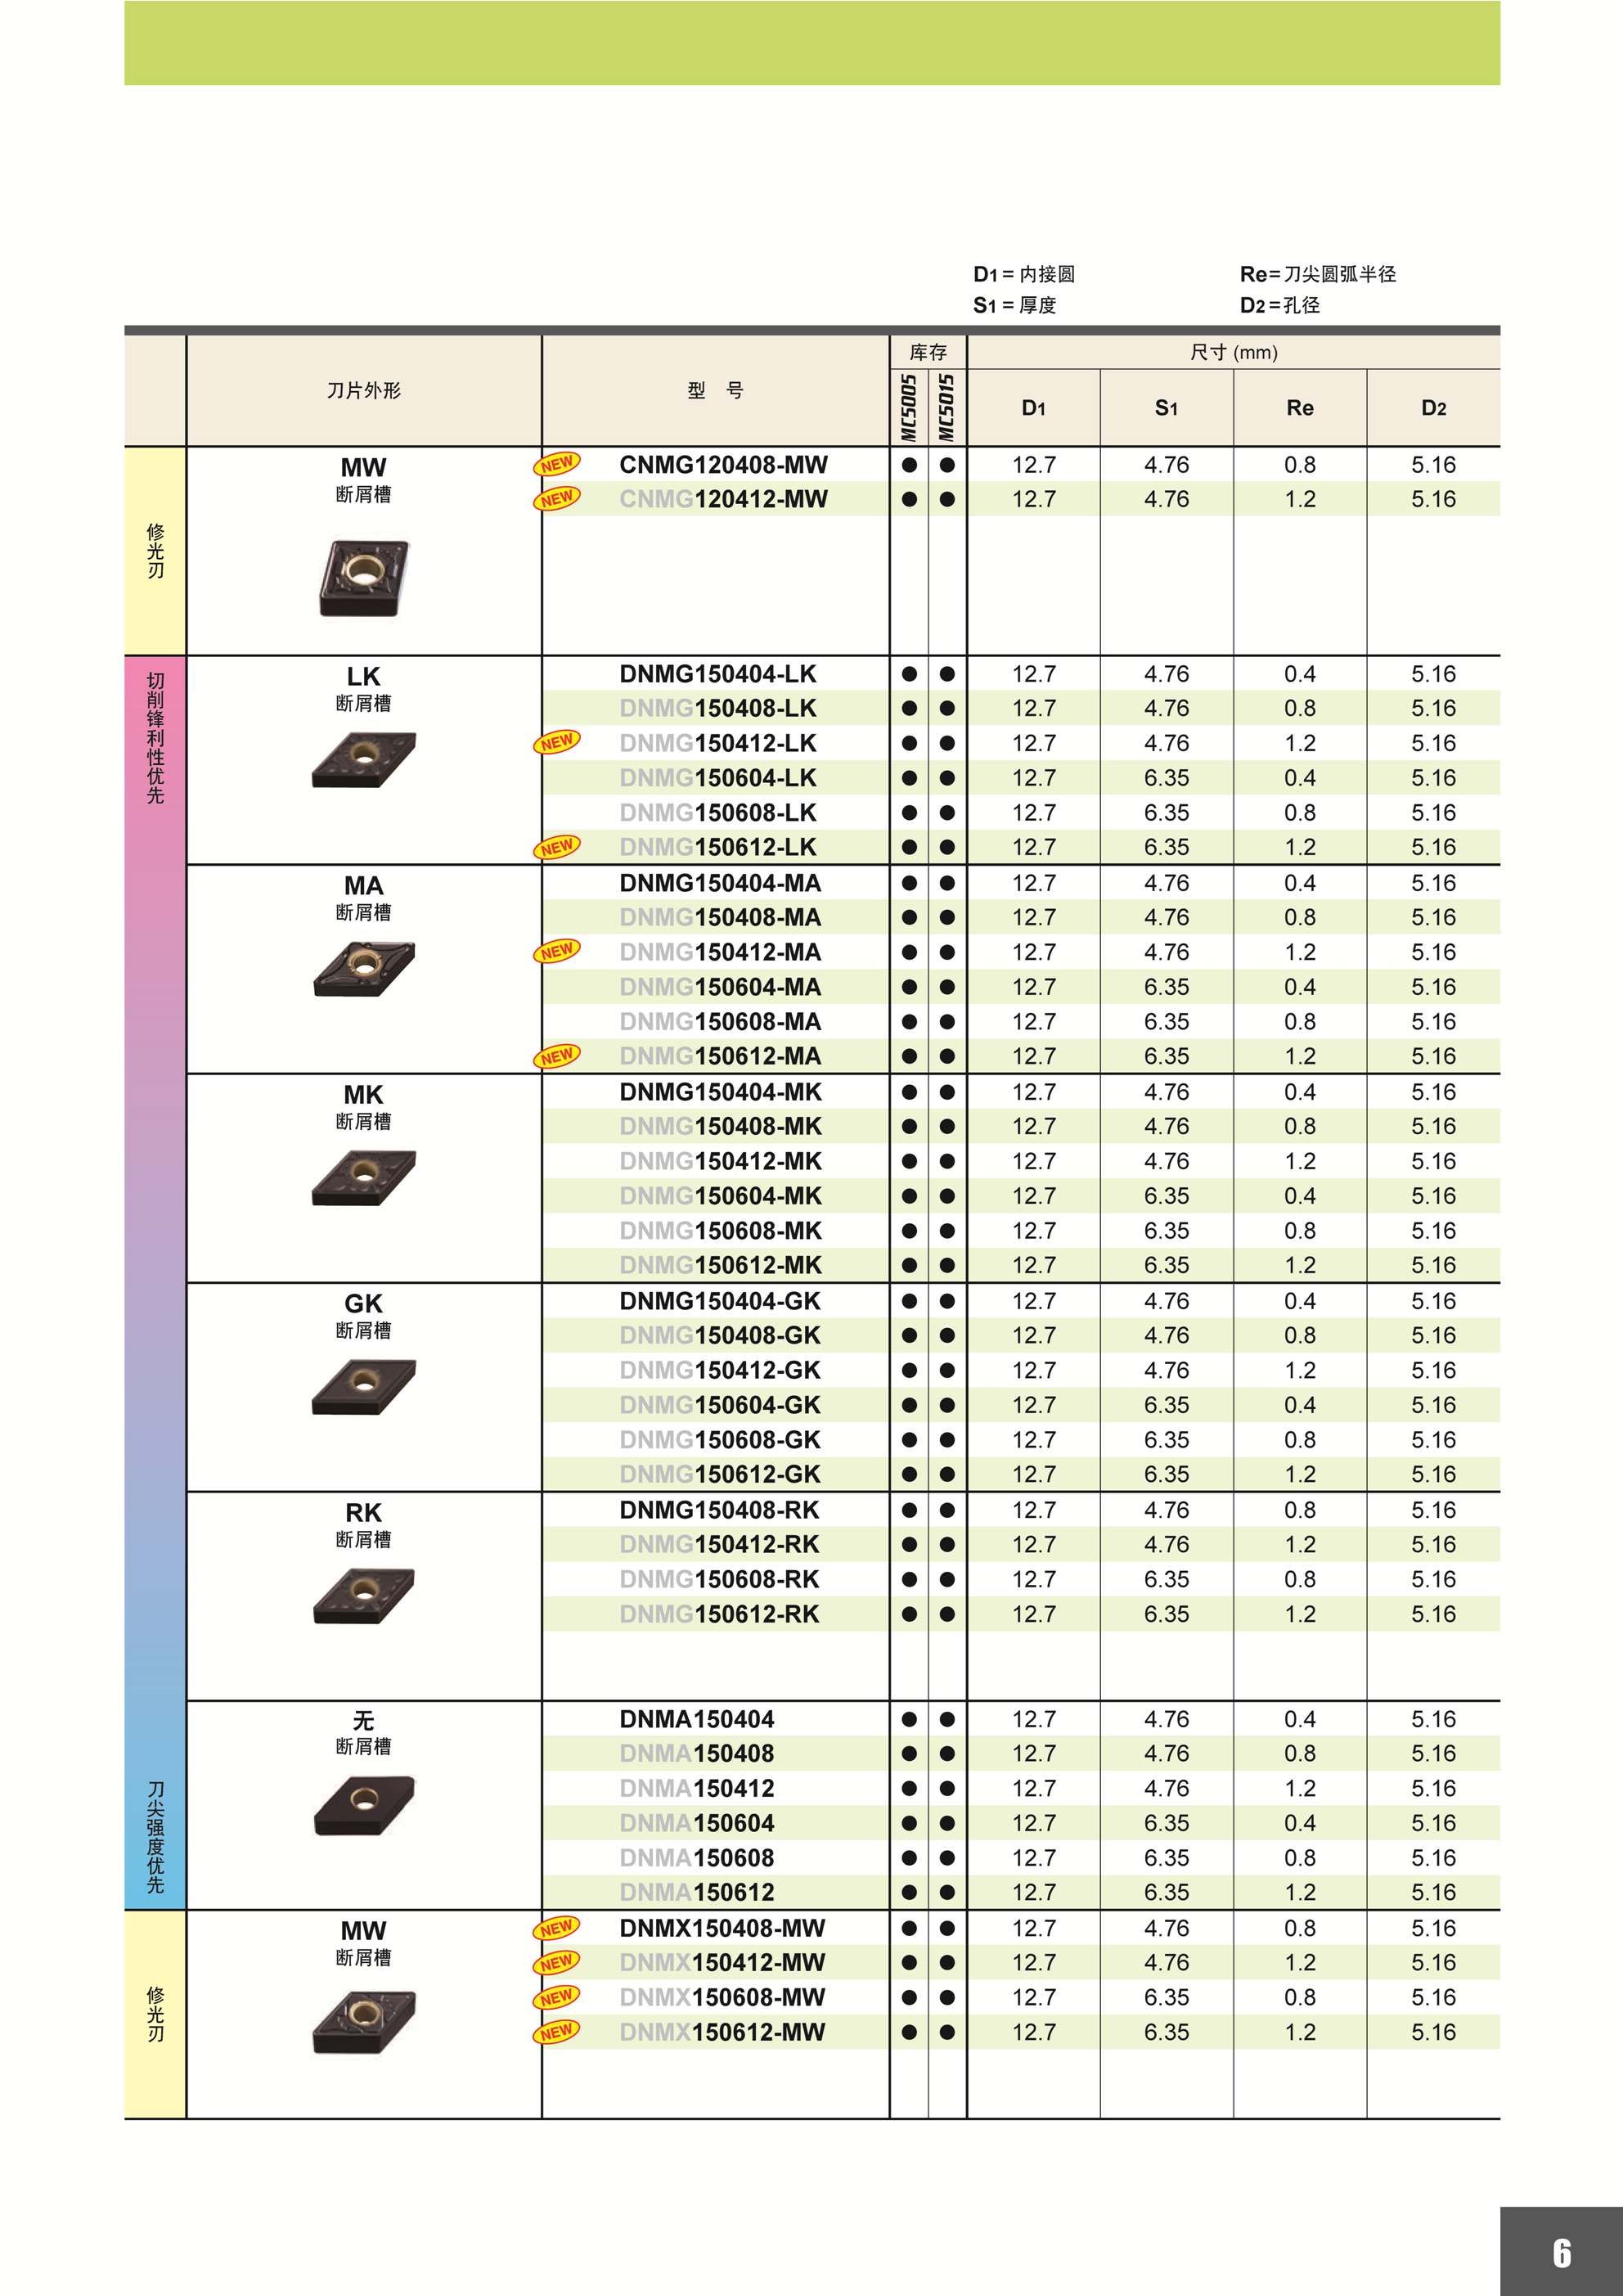 D1 = 内接圆 Re=刀尖圆弧半径
S1 = 厚度 D2=孔径
刀片外形 型 号 库存 尺寸 (mm)
MC5005 MC5015 D1 S1 Re D2
修光刃
MW
断屑槽
NEW CNMG120408-MW ● ● 12.7 4.76 0.8 5.16
NEW CNMG120412-MW ● ● 12.7 4.76 1.2 5.16
切削锋利性优先
LK
断屑槽
DNMG150404-LK ● ● 12.7 4.76 0.4 5.16
DNMG150408-LK ● ● 12.7 4.76 0.8 5.16
NEW DNMG150412-LK ● ● 12.7 4.76 1.2 5.16
DNMG150604-LK ● ● 12.7 6.35 0.4 5.16
DNMG150608-LK ● ● 12.7 6.35 0.8 5.16
NEW DNMG150612-LK ● ● 12.7 6.35 1.2 5.16
MA
断屑槽
DNMG150404-MA ● ● 12.7 4.76 0.4 5.16
DNMG150408-MA ● ● 12.7 4.76 0.8 5.16
NEW DNMG150412-MA ● ● 12.7 4.76 1.2 5.16
DNMG150604-MA ● ● 12.7 6.35 0.4 5.16
DNMG150608-MA ● ● 12.7 6.35 0.8 5.16
NEW DNMG150612-MA ● ● 12.7 6.35 1.2 5.16
MK
断屑槽
DNMG150404-MK ● ● 12.7 4.76 0.4 5.16
DNMG150408-MK ● ● 12.7 4.76 0.8 5.16
DNMG150412-MK ● ● 12.7 4.76 1.2 5.16
DNMG150604-MK ● ● 12.7 6.35 0.4 5.16
DNMG150608-MK ● ● 12.7 6.35 0.8 5.16
DNMG150612-MK ● ● 12.7 6.35 1.2 5.16
GK
断屑槽
DNMG150404-GK ● ● 12.7 4.76 0.4 5.16
DNMG150408-GK ● ● 12.7 4.76 0.8 5.16
DNMG150412-GK ● ● 12.7 4.76 1.2 5.16
DNMG150604-GK ● ● 12.7 6.35 0.4 5.16
DNMG150608-GK ● ● 12.7 6.35 0.8 5.16
DNMG150612-GK ● ● 12.7 6.35 1.2 5.16
RK
断屑槽
DNMG150408-RK ● ● 12.7 4.76 0.8 5.16
DNMG150412-RK ● ● 12.7 4.76 1.2 5.16
DNMG150608-RK ● ● 12.7 6.35 0.8 5.16
DNMG150612-RK ● ● 12.7 6.35 1.2 5.16
刀尖强度优先
无
断屑槽
DNMA150404 ● ● 12.7 4.76 0.4 5.16
DNMA150408 ● ● 12.7 4.76 0.8 5.16
DNMA150412 ● ● 12.7 4.76 1.2 5.16
DNMA150604 ● ● 12.7 6.35 0.4 5.16
DNMA150608 ● ● 12.7 6.35 0.8 5.16
DNMA150612 ● ● 12.7 6.35 1.2 5.16
修光刃
MW
断屑槽
NEW DNMX150408-MW ● ● 12.7 4.76 0.8 5.16
NEW DNMX150412-MW ● ● 12.7 4.76 1.2 5.16
NEW DNMX150608-MW ● ● 12.7 6.35 0.8 5.16
NEW DNMX150612-MW ● ● 12.7 6.35 1.2 5.16
6